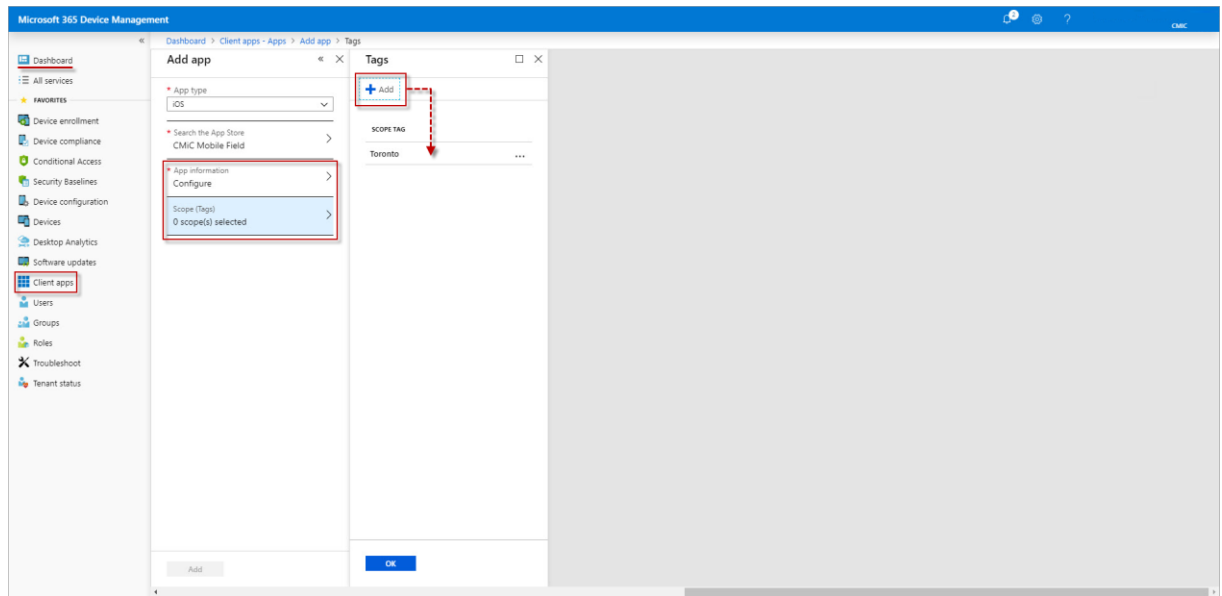 Microsoft 365 Device Management
2
?
CMiC
«
Dashboard > Client apps - Apps > Add app > Tags
Dashboard
All services
FAVORITES
Device enrollment
Device compliance
Conditional Access
Security Baselines
Device configuration
Devices
Desktop Analytics
Software updates
Client apps
Users
Groups
Roles
Troubleshoot
Tenant status
Add app
* App type
iOS
* Search the App Store
CMiC Mobile Field
* App information
Configure
Scope (Tags)
0 scope(s) selected
Add
Tags
+ Add
SCOPE TAG
Toronto ...
OK